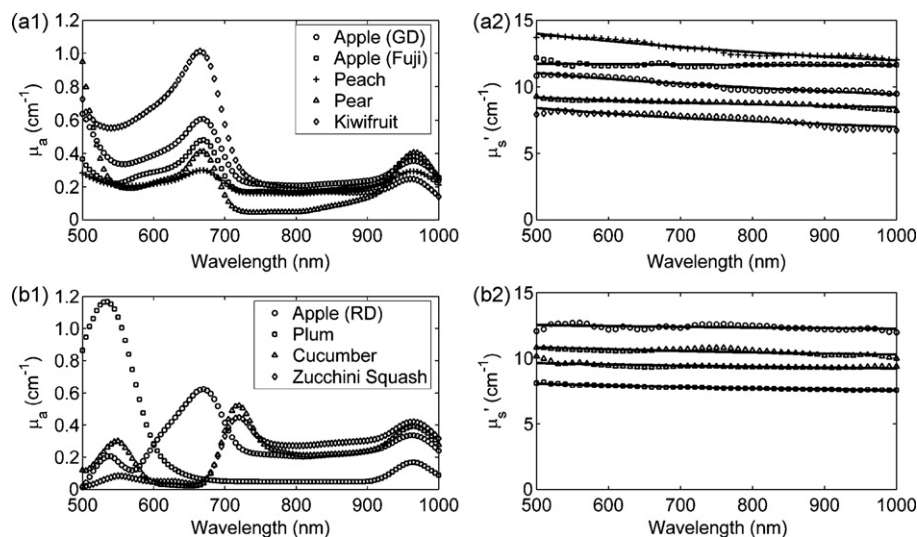 (a1)
1.2
1.0
0.8
0.6
0.4
0.2
0
μa (cm-1)
Apple (GD)
Apple (Fuji)
Peach
Pear
Kiwifruit
500 600 700 800 900 1000
Wavelength (nm)
(a2)
15
10
5
0
μs' (cm-1)
500 600 700 800 900 1000
Wavelength (nm)
(b1)
1.2
1.0
0.8
0.6
0.4
0.2
0
μa (cm-1)
Apple (RD)
Plum
Cucumber
Zucchini Squash
500 600 700 800 900 1000
Wavelength (nm)
(b2)
15
10
5
0
μs' (cm-1)
500 600 700 800 900 1000
Wavelength (nm)